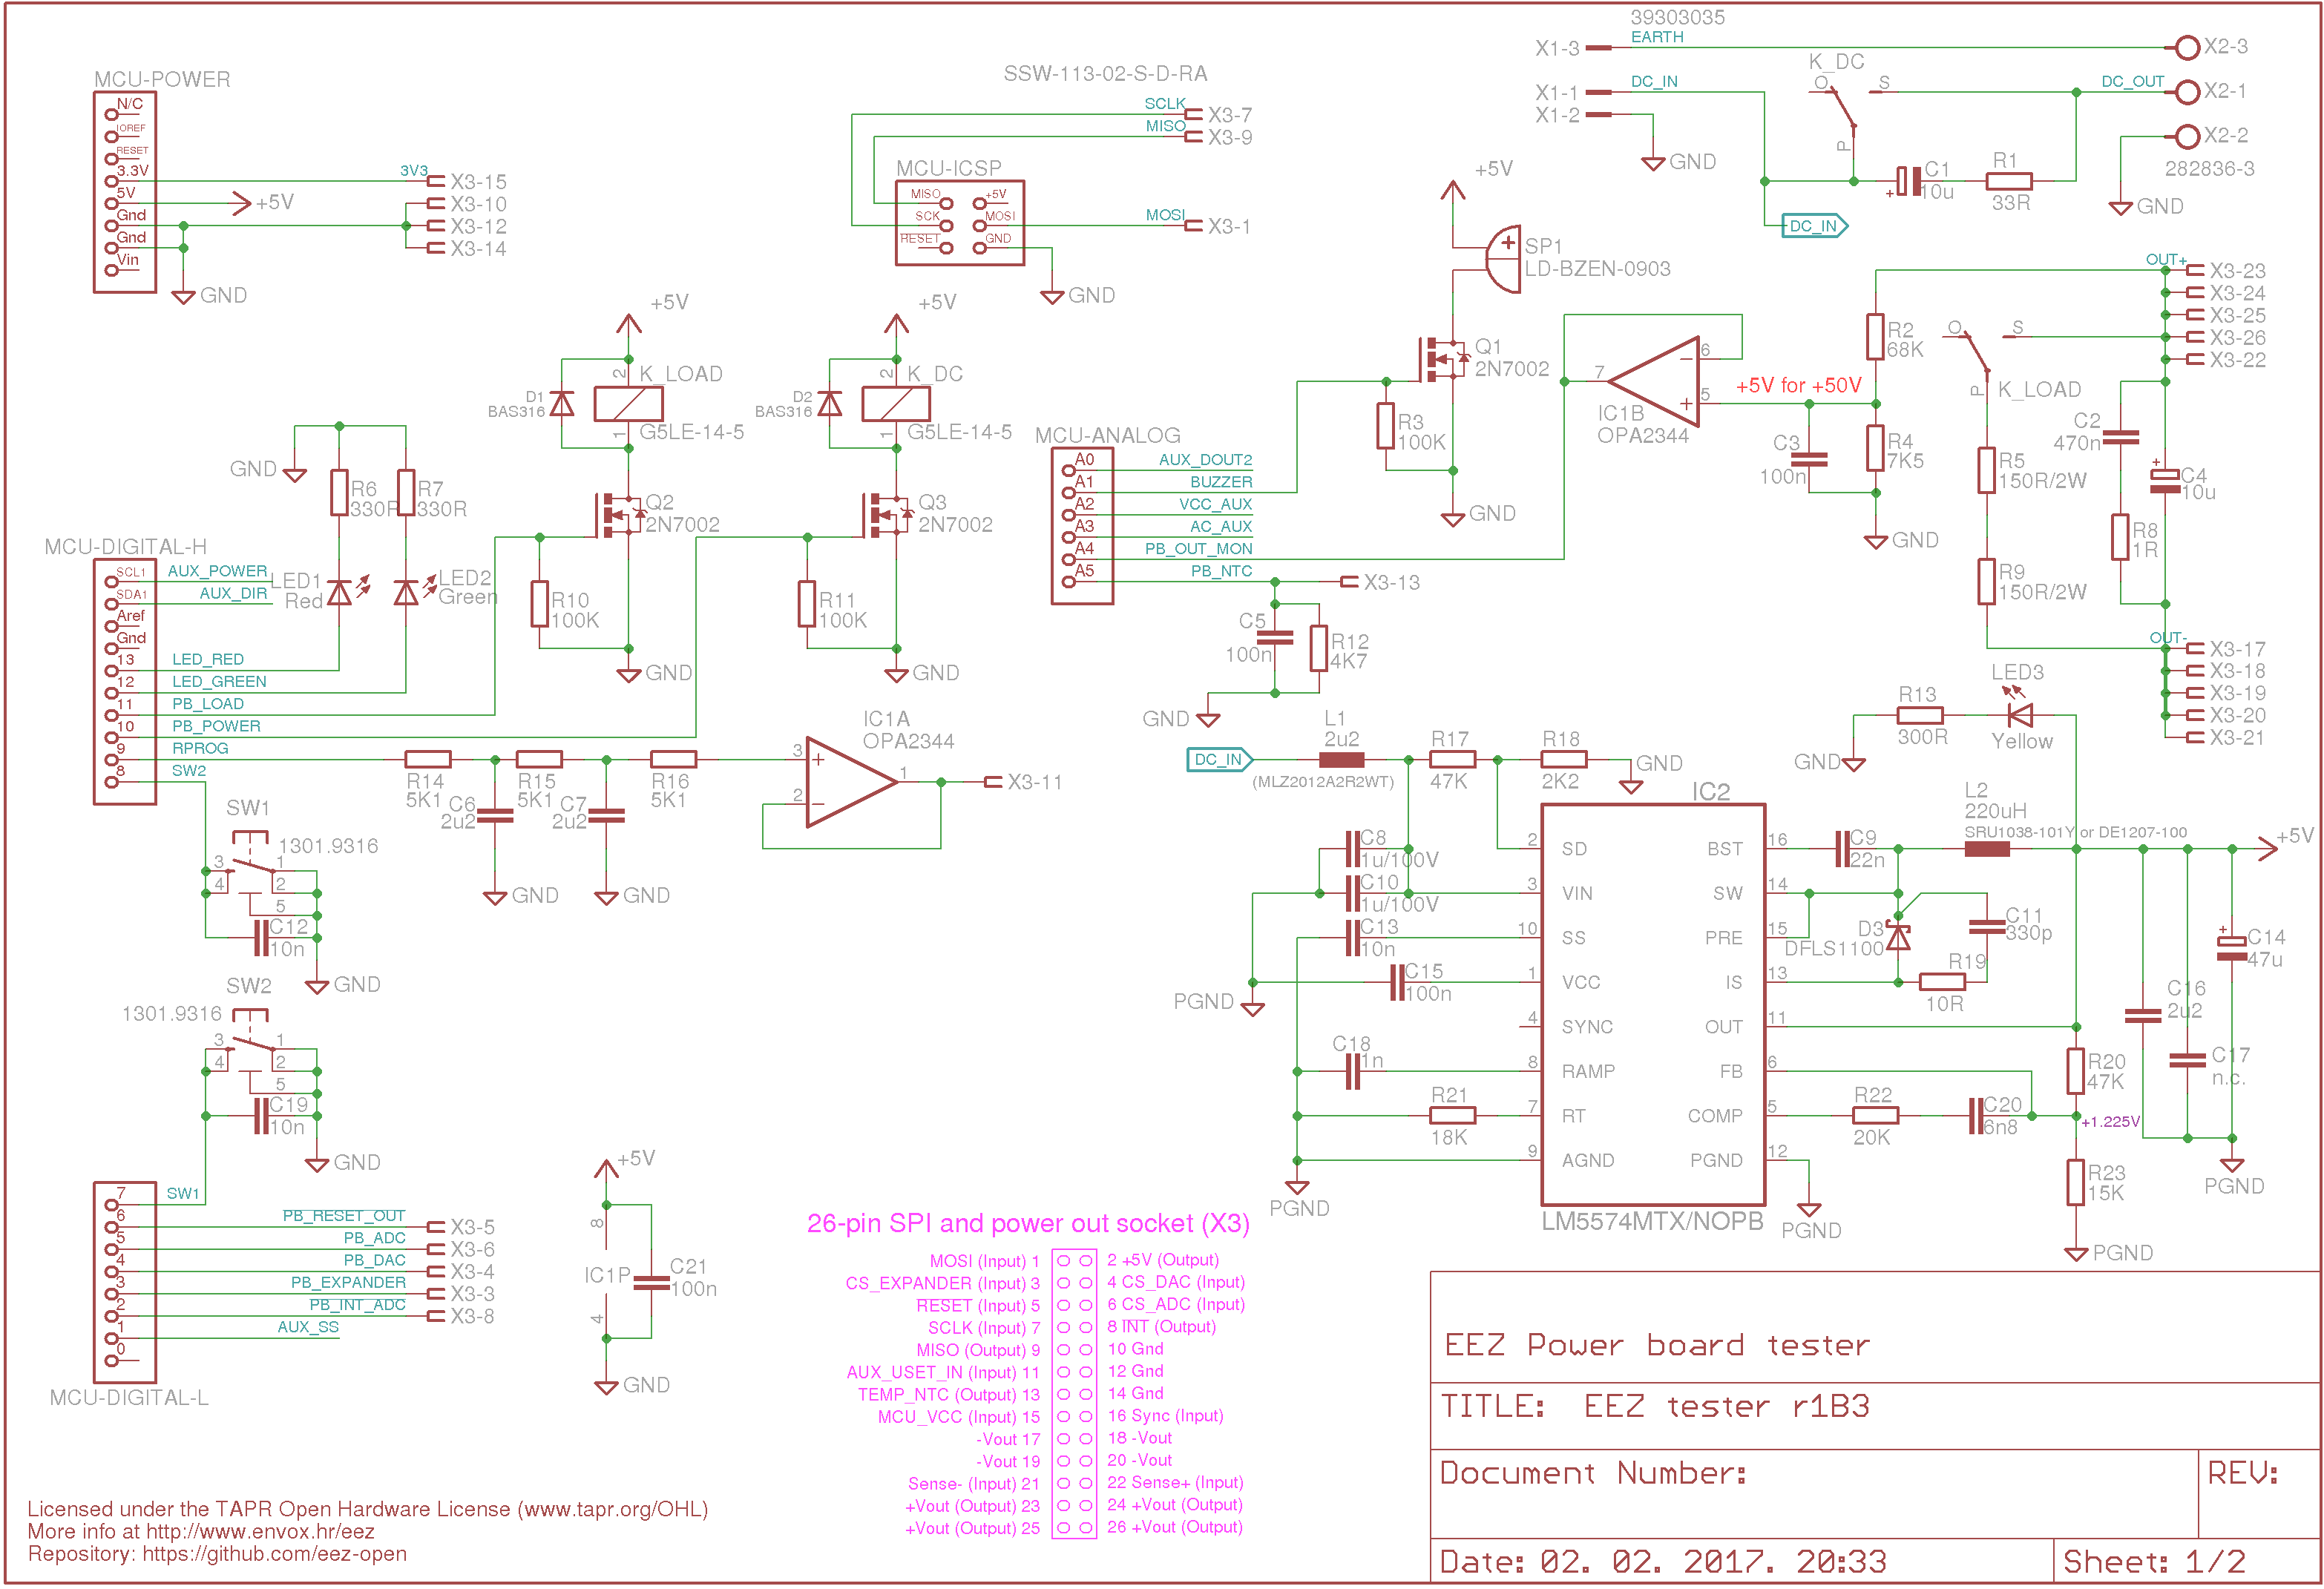 MCU-POWER
N/C
IOREF
RESET
3.3V
5V
Gnd
Gnd
Vin
3V3
X3-15
X3-10
X3-12
X3-14
+5V
GND
SSW-113-02-S-D-RA
SCLK
X3-7
MISO
X3-9
MCU-ICSP
MISO
+5V
SCK
MOSI
RESET
GND
MOSI
X3-1
GND
39303035
X1-3
EARTH
X2-3
K_DC
X1-1
DC_IN
O
S
DC_OUT
X2-1
X1-2
GND
P
X2-2
282836-3
C1
10u
R1
33R
GND
DC_IN
+5V
SP1
LD-BZEN-0903
Q1
2N7002
R3
100K
GND
7
6
5
IC1B
OPA2344
+5V for +50V
R2
68K
C3
100n
R4
7K5
GND
OUT+
X3-23
X3-24
X3-25
X3-26
X3-22
O
S
P
K_LOAD
C2
470n
C4
10u
R5
150R/2W
R8
1R
R9
150R/2W
OUT-
X3-17
X3-18
X3-19
X3-20
X3-21
+5V
D1
BAS316
2
K_LOAD
1
G5LE-14-5
Q2
2N7002
R10
100K
GND
+5V
D2
BAS316
2
K_DC
1
G5LE-14-5
Q3
2N7002
R11
100K
GND
GND
R6
330R
R7
330R
LED1
Red
LED2
Green
MCU-DIGITAL-H
SCL1
AUX_POWER
SDA1
AUX_DIR
Aref
Gnd
13
LED_RED
12
LED_GREEN
11
PB_LOAD
10
PB_POWER
9
RPROG
8
SW2
MCU-ANALOG
A0
AUX_DOUT2
A1
BUZZER
A2
VCC_AUX
A3
AC_AUX
A4
PB_OUT_MON
A5
PB_NTC
X3-13
C5
100n
R12
4K7
GND
R14
5K1
C6
2u2
R15
5K1
C7
2u2
R16
5K1
GND
GND
IC1A
OPA2344
3
2
1
X3-11
SW1
1301.9316
3
4
1
2
5
C12
10n
GND
SW2
1301.9316
3
4
1
2
5
C19
10n
GND
7
SW1
6
PB_RESET_OUT
X3-5
5
PB_ADC
X3-6
4
PB_DAC
X3-4
3
PB_EXPANDER
X3-3
2
PB_INT_ADC
X3-8
1
AUX_SS
0
MCU-DIGITAL-L
+5V
8
IC1P
4
C21
100n
GND
DC_IN
L1
2u2
(MLZ2012A2R2WT)
R17
47K
R18
2K2
GND
C8
1u/100V
C10
1u/100V
C13
10n
C15
100n
PGND
C18
1n
R21
18K
PGND
IC2
2
SD
BST
16
3
VIN
SW
14
10
SS
PRE
15
1
VCC
IS
13
4
SYNC
OUT
11
8
RAMP
FB
6
7
RT
COMP
5
9
AGND
PGND
12
LM5574MTX/NOPB
PGND
R13
300R
LED3
Yellow
GND
C9
22n
L2
220uH
SRU1038-101Y or DE1207-100
+5V
D3
DFLS1100
C11
330p
R19
10R
R20
47K
R22
20K
C20
6n8
+1.225V
R23
15K
PGND
C14
47u
C16
2u2
C17
n.c.
PGND
26-pin SPI and power out socket (X3)
MOSI (Input) 1
2 +5V (Output)
CS_EXPANDER (Input) 3
4 CS_DAC (Input)
RESET (Input) 5
6 CS_ADC (Input)
SCLK (Input) 7
8 INT (Output)
MISO (Output) 9
10 Gnd
AUX_USET_IN (Input) 11
12 Gnd
TEMP_NTC (Output) 13
14 Gnd
MCU_VCC (Input) 15
16 Sync (Input)
-Vout 17
18 -Vout
-Vout 19
20 -Vout
Sense- (Input) 21
22 Sense+ (Input)
+Vout (Output) 23
24 +Vout (Output)
+Vout (Output) 25
26 +Vout (Output)
Licensed under the TAPR Open Hardware License (www.tapr.org/OHL)
More info at http://www.envox.hr/eez
Repository: https://github.com/eez-open
EEZ Power board tester
TITLE: EEZ tester r1B3
Document Number:
REV:
Date: 02. 02. 2017. 20:33
Sheet: 1/2